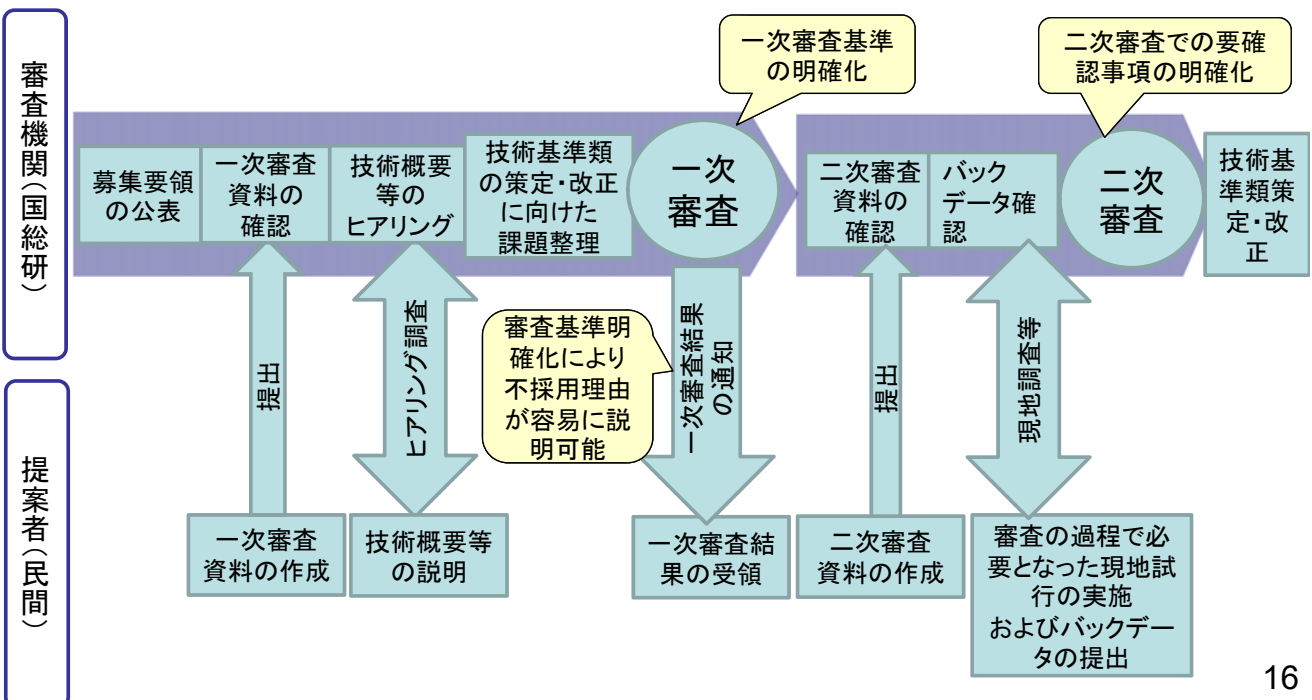 審査機関(国総研)
一次審査基準
の明確化
二次審査での要確
認事項の明確化
募集要領
の公表
一次審査
資料の
確認
技術概要
等の
ヒアリング
技術基準類
の策定・改正
に向けた
課題整理
一次
審査
二次審査
資料の
確認
バック
データ確
認
二次
審査
技術基
準類策
定・改
正
提出
ヒアリング調査
審査基準明
確化により
不採用理由
が容易に説
明可能
一次審査結果
の通知
提出
現地調査等
提案者(民間)
一次審査
資料の作成
技術概要等
の説明
一次審査結
果の受領
二次審査
資料の作成
審査の過程で必
要となった現地試
行の実施
およびバックデー
タの提出
16